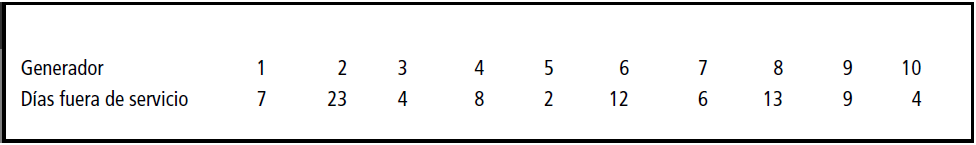 Generador 1 2 3 4 5 6 7 8 9 10
Días fuera de servicio 7 23 4 8 2 12 6 13 9 4